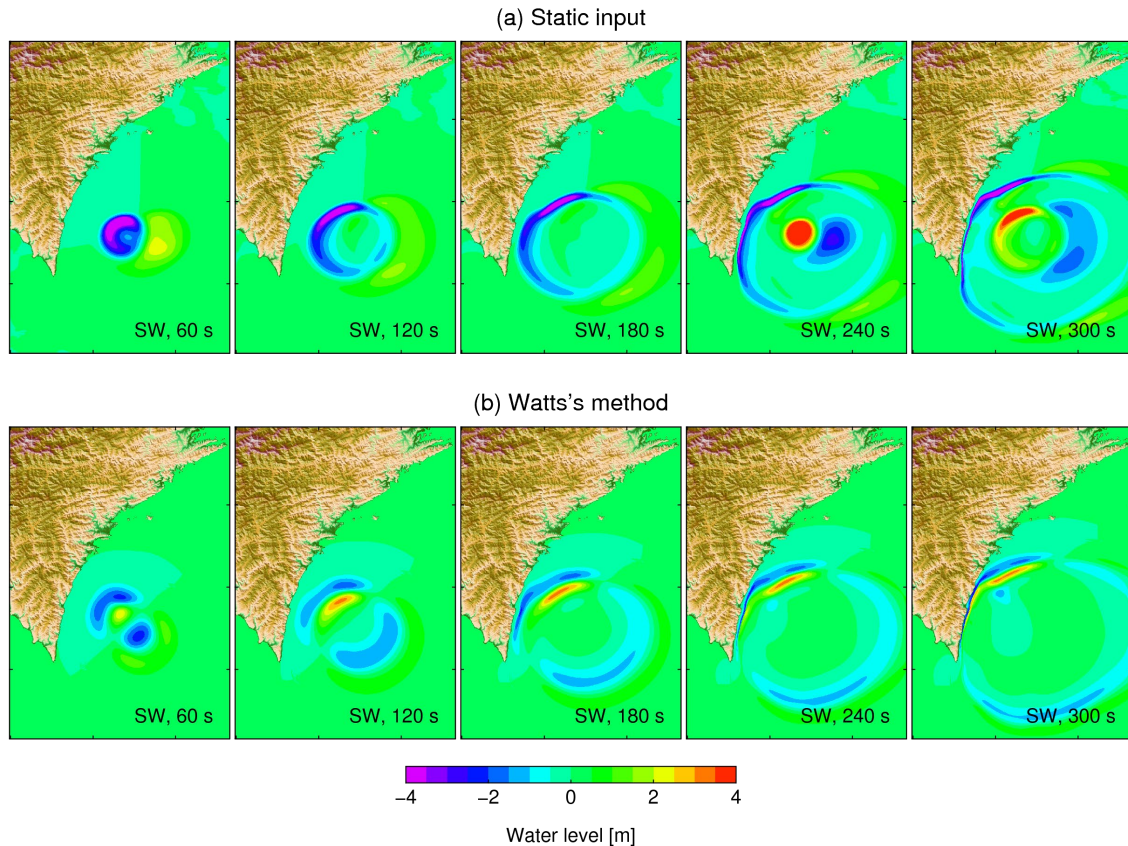 (a) Static input
SW, 60 s
SW, 120 s
SW, 180 s
SW, 240 s
SW, 300 s
(b) Watts's method
SW, 60 s
SW, 120 s
SW, 180 s
SW, 240 s
SW, 300 s
−4 −2 0 2 4
Water level [m]